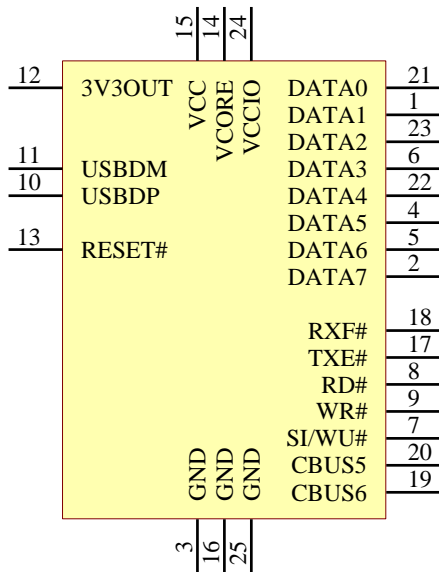 15 14 24
12 3V3OUT VCC VCORE VCCIO DATA0 21
DATA1 1
DATA2 23
11 USBDM DATA3 6
10 USBDP DATA4 22
DATA5 4
13 RESET# DATA6 5
DATA7 2
RXF# 18
TXE# 17
RD# 8
WR# 9
SI/WU# 7
CBUS5 20
CBUS6 19
GND GND GND
3 16 25